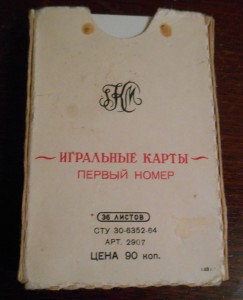 ИГРАЛЬНЫЕ КАРТЫ
ПЕРВЫЙ НОМЕР
36 ЛИСТОВ
СТУ 30-6352-64
АРТ. 2907
ЦЕНА 90 коп.